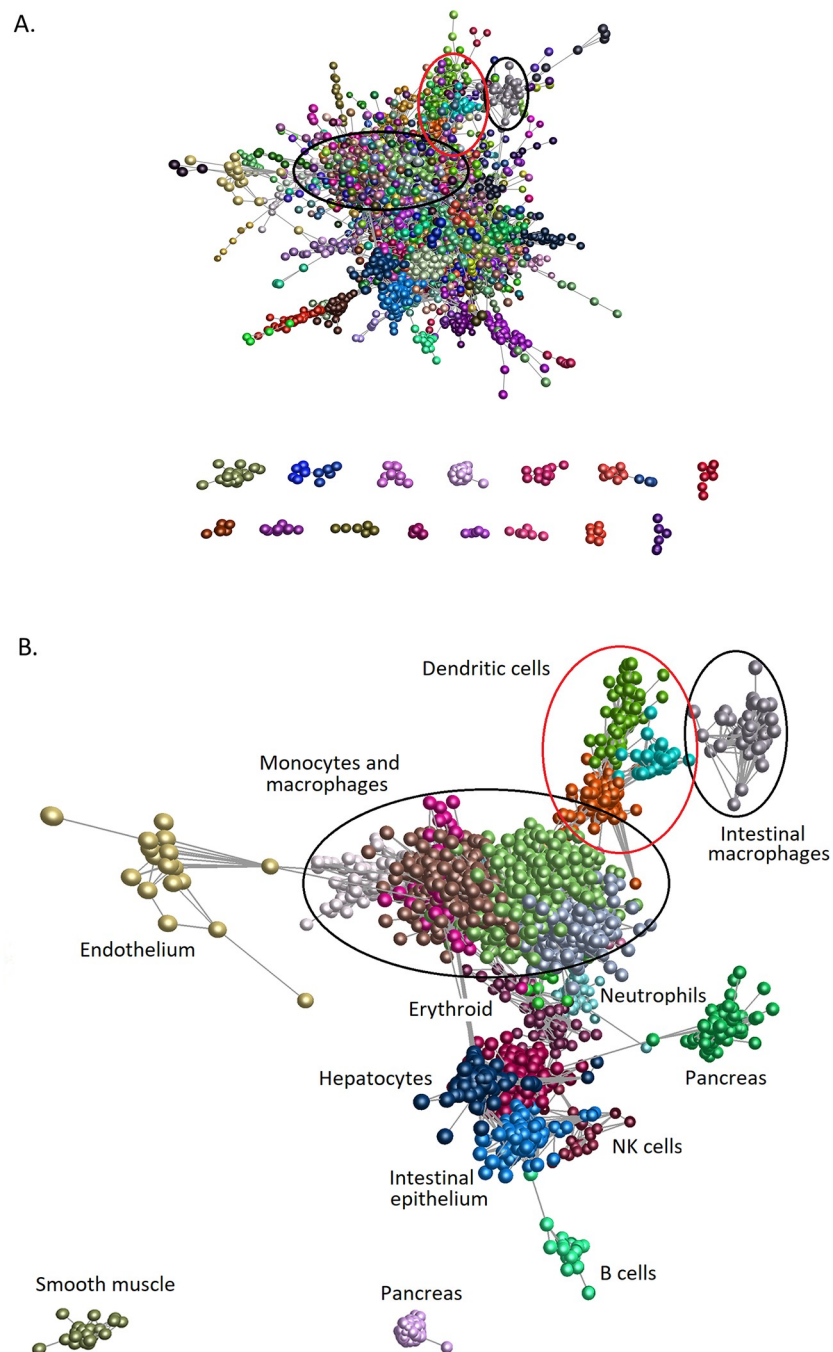 A.
B.
Dendritic cells
Monocytes and
macrophages
Intestinal
macrophages
Endothelium
Erythroid
Neutrophils
Hepatocytes
Pancreas
NK cells
Intestinal
epithelium
B cells
Smooth muscle
Pancreas